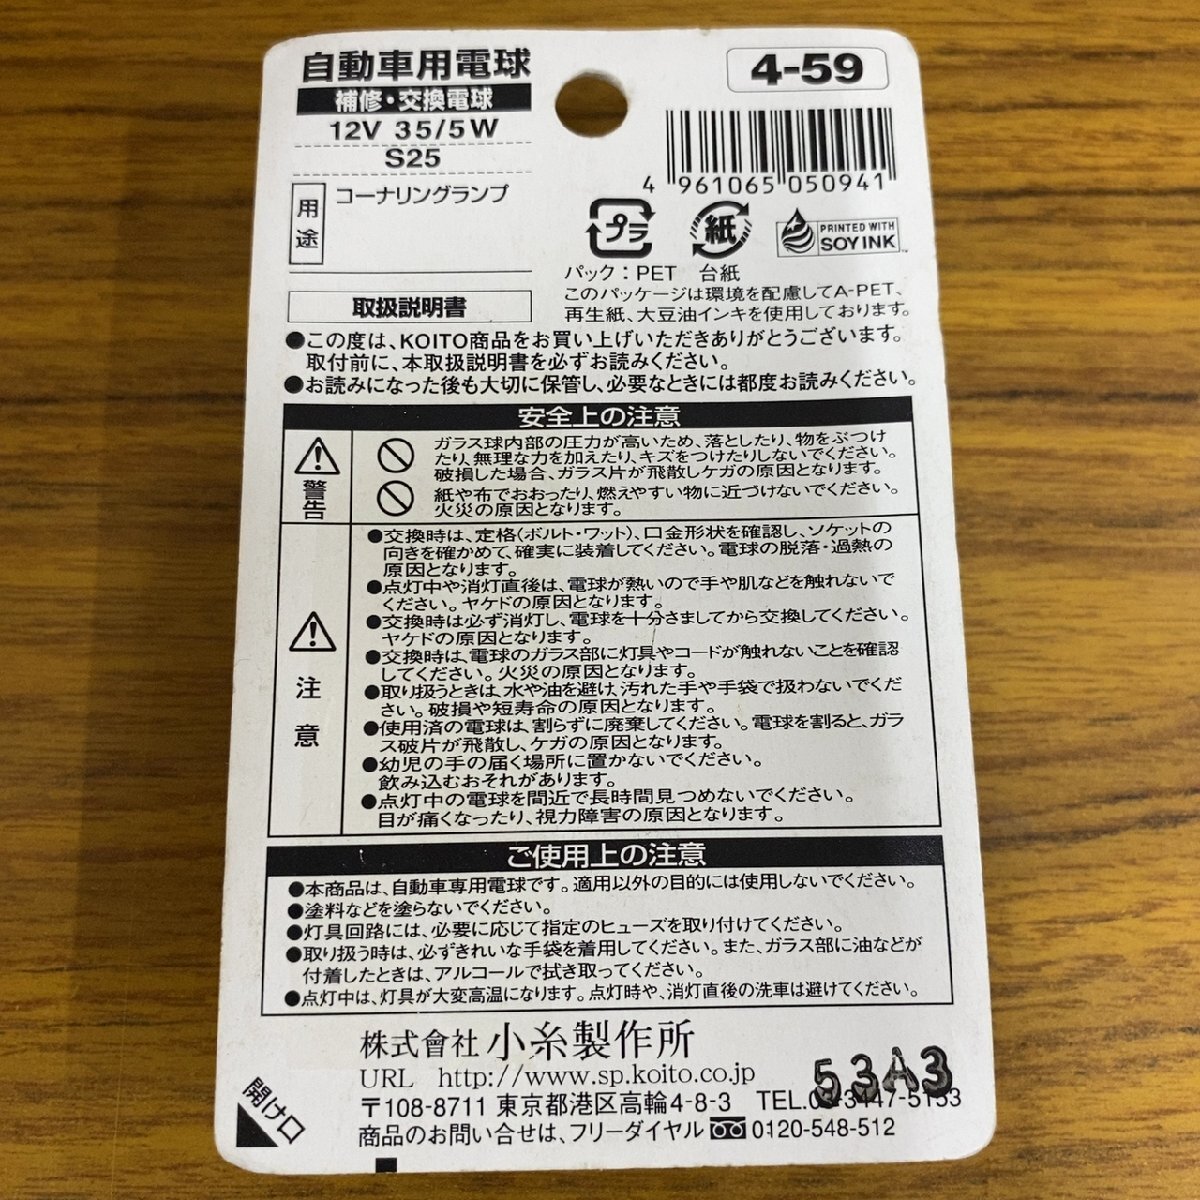 自動車用電球
補修・交換電球
12V 35/5W
S25
用途
コーナリングランプ
4-59
4 961065 050941
プラ
紙
PRINTED WITH
SOY INK
パック：PET 台紙
このパッケージは環境を配慮してA-PET、
再生紙、大豆油インキを使用しております。
取扱説明書
●この度は、KOITO商品をお買い上げいただきありがとうございます。
取付前に、本取扱説明書を必ずお読みください。
●お読みになった後も大切に保管し、必要なときには都度お読みください。
安全上の注意
警告
ガラス球内部の圧力が高いため、落としたり、物をぶつけ
たり、無理な力を加えたり、キズをつけたりしないでください。
破損した場合、ガラス片が飛散しケガの原因となります。
紙や布でおおったり、燃えやすい物に近づけないでください。
火災の原因となります。
注意
●交換時は、定格(ボルト・ワット)、口金形状を確認し、ソケットの
向きを確かめて、確実に装着してください。電球の脱落・過熱の
原因となります。
●点灯中や消灯直後は、電球が熱いので手や肌などを触れないで
ください。ヤケドの原因となります。
●交換時は必ず消灯し、電球を十分さましてから交換してください。
ヤケドの原因となります。
●交換時は、電球のガラス部に灯具やコードが触れないことを確認
してください。火災の原因となります。
●取り扱うときは、水や油を避け、汚れた手や手袋で扱わないでくだ
さい。破損や短寿命の原因となります。
●使用済の電球は、割らずに廃棄してください。電球を割ると、ガラ
ス破片が飛散し、ケガの原因となります。
●幼児の手の届く場所に置かないでください。
飲み込むおそれがあります。
●点灯中の電球を間近で長時間見つめないでください。
目が痛くなったり、視力障害の原因となります。
ご使用上の注意
●本商品は、自動車専用電球です。適用以外の目的には使用しないでください。
●塗料などを塗らないでください。
●灯具回路には、必要に応じて指定のヒューズを取り付けてください。
●取り扱う時は、必ずきれいな手袋を着用してください。また、ガラス部に油などが
付着したときは、アルコールで拭き取ってください。
●点灯中は、灯具が大変高温になります。点灯時や、消灯直後の洗車は避けてください。
株式會社 小糸製作所
URL http://www.sp.koito.co.jp
53A3
〒108-8711 東京都港区高輪4-8-3 TEL.03-3447-5133
商品のお問い合せは、フリーダイヤル 0120-548-512
開け口